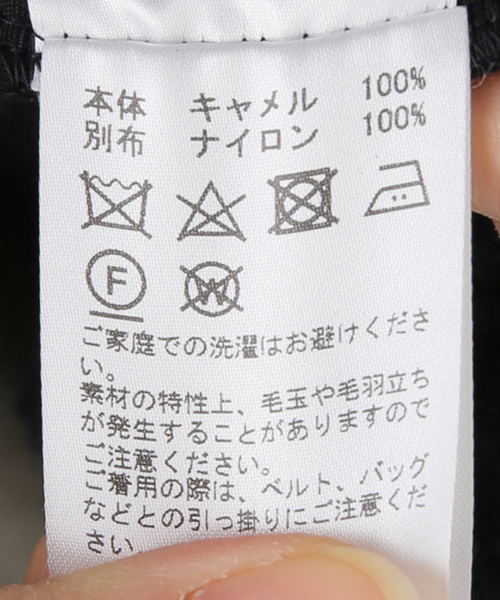 本体 キャメル 100%
別布 ナイロン 100%
F
W
ご家庭での洗濯はお避けくださ
い。
素材の特性上、毛玉や毛羽立ち
が発生することがありますので
ご注意ください。
ご着用の際は、ベルト、バッグ
などとの引っ掛りにご注意くだ
さい。